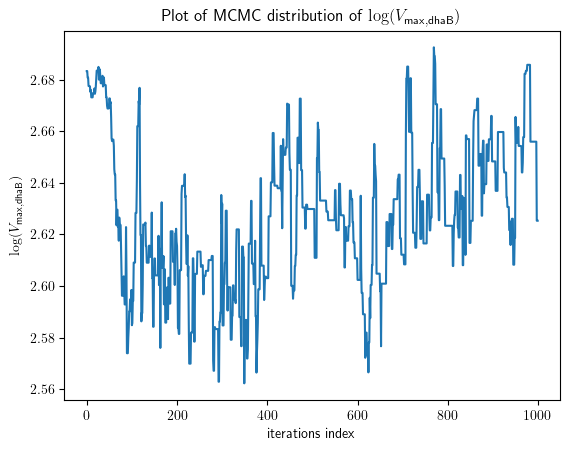 Plot of MCMC distribution of log(V_max,dhaB)
log(V_max,dhaB)
2.68
2.66
2.64
2.62
2.60
2.58
2.56
0 200 400 600 800 1000
iterations index